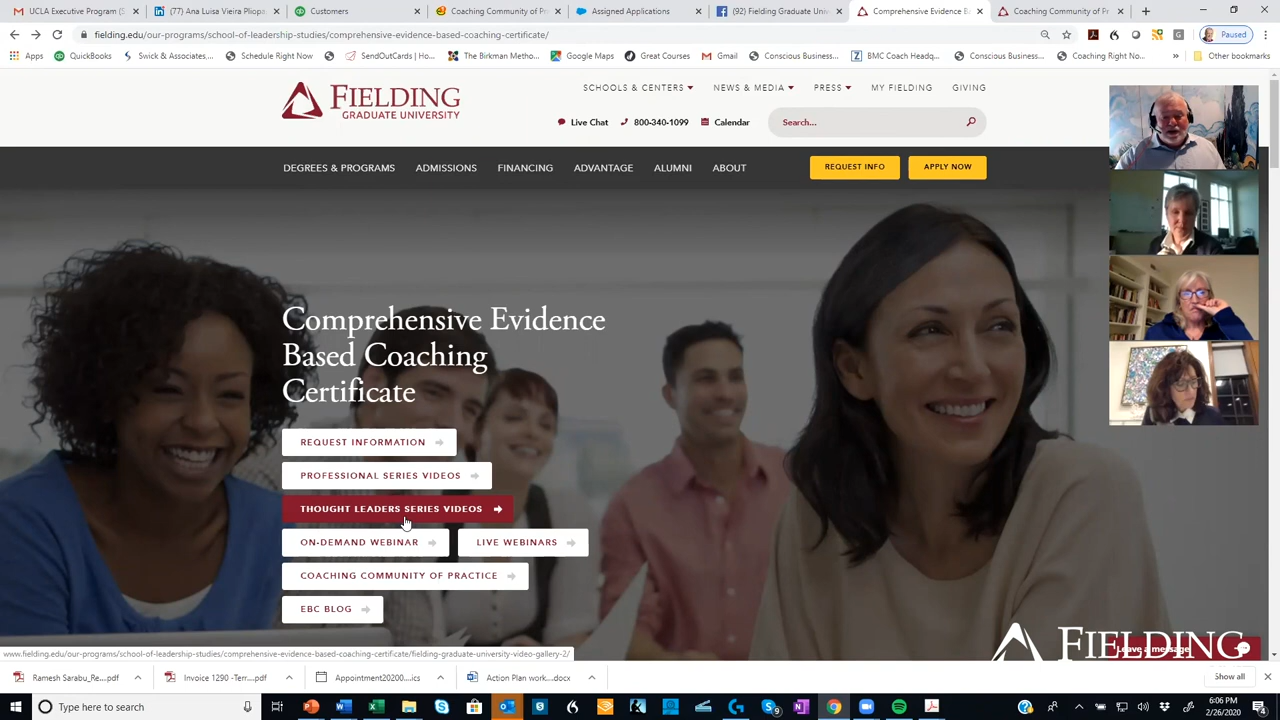 UCLA Executive Program (S
(77) Ana Luisa Vieira Pliopa
Founders
Community of Pra
Assigned Applications
(92) Fielding Graduate Univ
Comprehensive Evidence B
Coaching Community of Pr
fielding.edu/our-programs/school-of-leadership-studies/comprehensive-evidence-based-coaching-certificate/
Paused
Apps
QuickBooks
Swick & Associates,...
Schedule Right Now
Customers
SendOutCards (.Htm)
The Birkman Metho...
Google Maps
Great Courses
Gmail
Conscious Business...
BMC Coach Headq...
Conscious Business...
Coaching Right No...
»
Other bookmarks
FIELDING
GRADUATE UNIVERSITY
SCHOOLS & CENTERS
NEWS & MEDIA
PRESS
MY FIELDING
GIVING
Live Chat
800-340-1099
Calendar
Search...
DEGREES & PROGRAMS
ADMISSIONS
FINANCING
ADVANTAGE
ALUMNI
ABOUT
REQUEST INFO
APPLY NOW
Comprehensive Evidence
Based Coaching
Certificate
REQUEST INFORMATION
PROFESSIONAL SERIES VIDEOS
THOUGHT LEADERS SERIES VIDEOS
ON-DEMAND WEBINAR
LIVE WEBINARS
COACHING COMMUNITY OF PRACTICE
EBC BLOG
FIELDING
Leave a message
www.fielding.edu/our-programs/school-of-leadership-studies/comprehensive-evidence-based-coaching-certificate/fielding-graduate-university-video-gallery-2/
Ramesh Sarabu_Re....pdf
Invoice 1290 -Terr....pdf
Appointment20200....ics
Action Plan work....docx
Show all
Type here to search
6:06 PM
2/26/2020